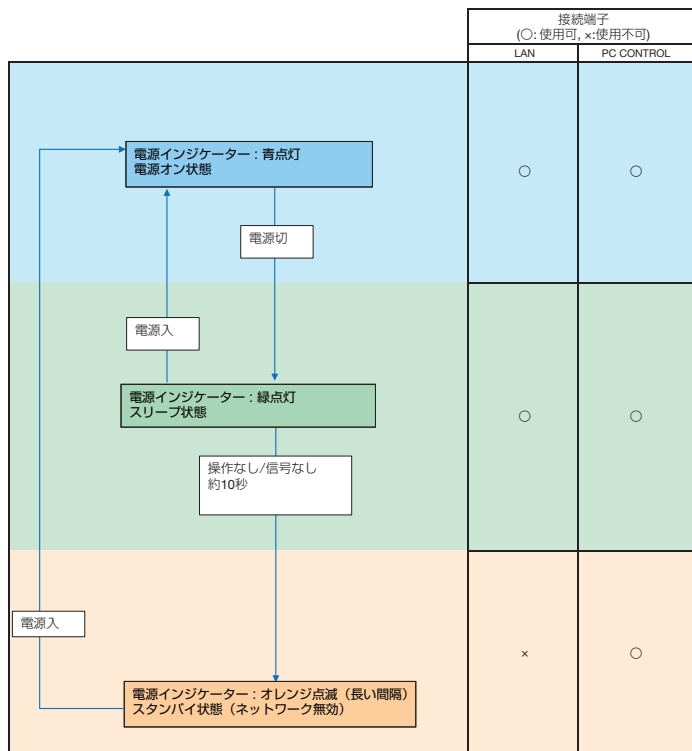 接続端子
(○: 使用可, ×:使用不可)
LAN
PC CONTROL
電源インジケーター : 青点灯
電源オン状態
○
○
電源切
電源入
電源インジケーター : 緑点灯
スリープ状態
○
○
操作なし/信号なし
約10秒
電源入
×
○
電源インジケーター : オレンジ点滅（長い間隔）
スタンバイ状態（ネットワーク無効）